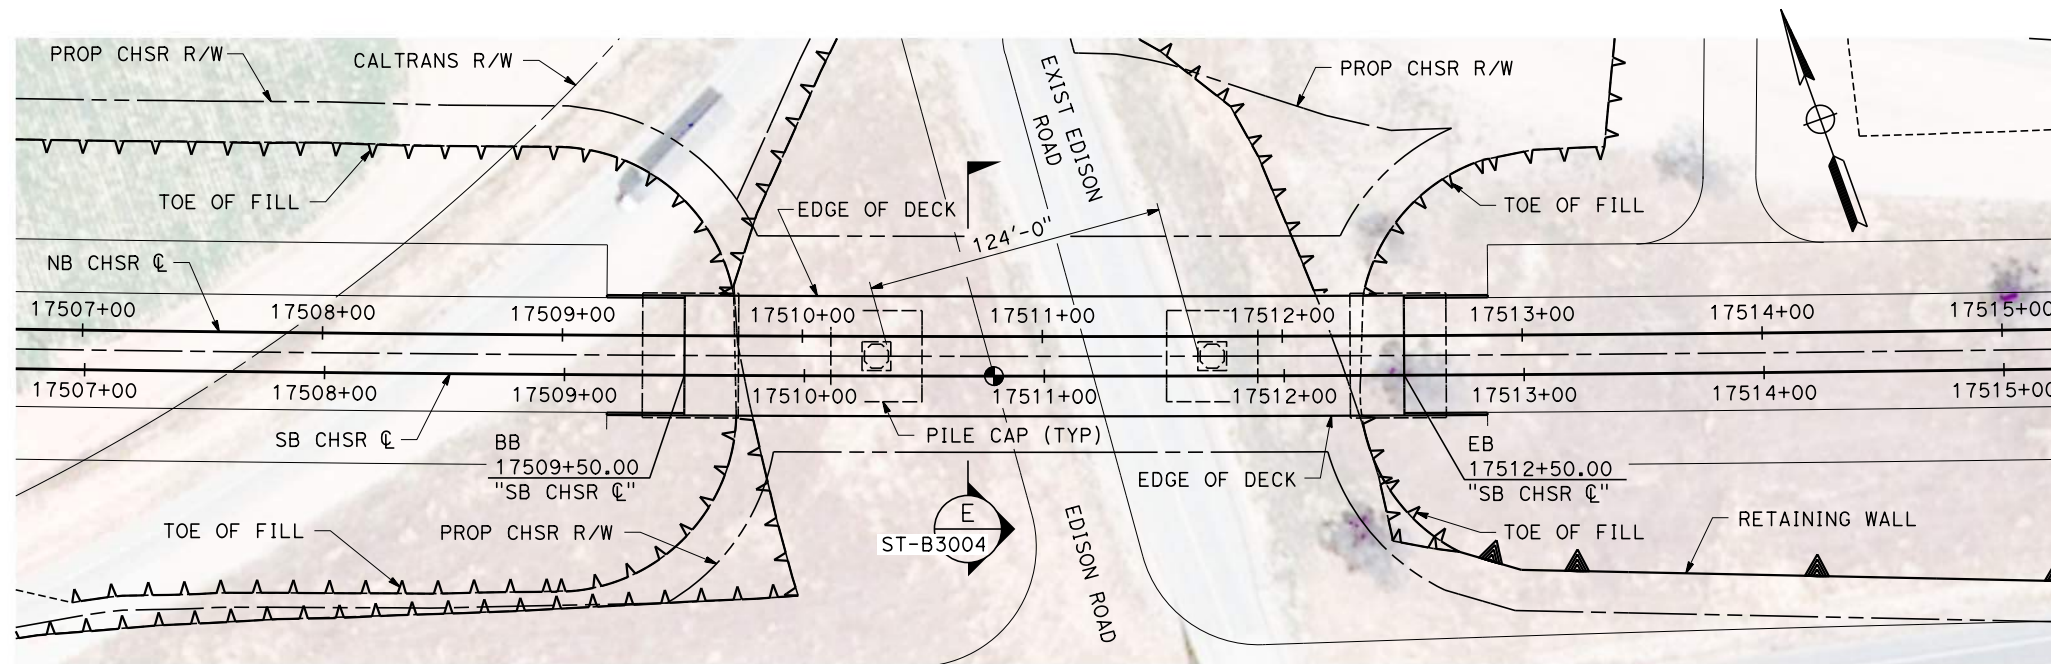 PROP CHSR R/W
CALTRANS R/W
EXIST EDISON
ROAD
PROP CHSR R/W
TOE OF FILL
EDGE OF DECK
124'-0"
TOE OF FILL
NB CHSR ℄
17507+00 17508+00 17509+00 17510+00 17511+00 17512+00 17513+00 17514+00 17515+00
17507+00 17508+00 17509+00 17510+00 17511+00 17512+00 17513+00 17514+00 17515+00
SB CHSR ℄
BB
17509+50.00
"SB CHSR ℄"
PILE CAP (TYP)
EDGE OF DECK
EB
17512+50.00
"SB CHSR ℄"
TOE OF FILL
PROP CHSR R/W
E
ST-B3004
EDISON ROAD
TOE OF FILL
RETAINING WALL